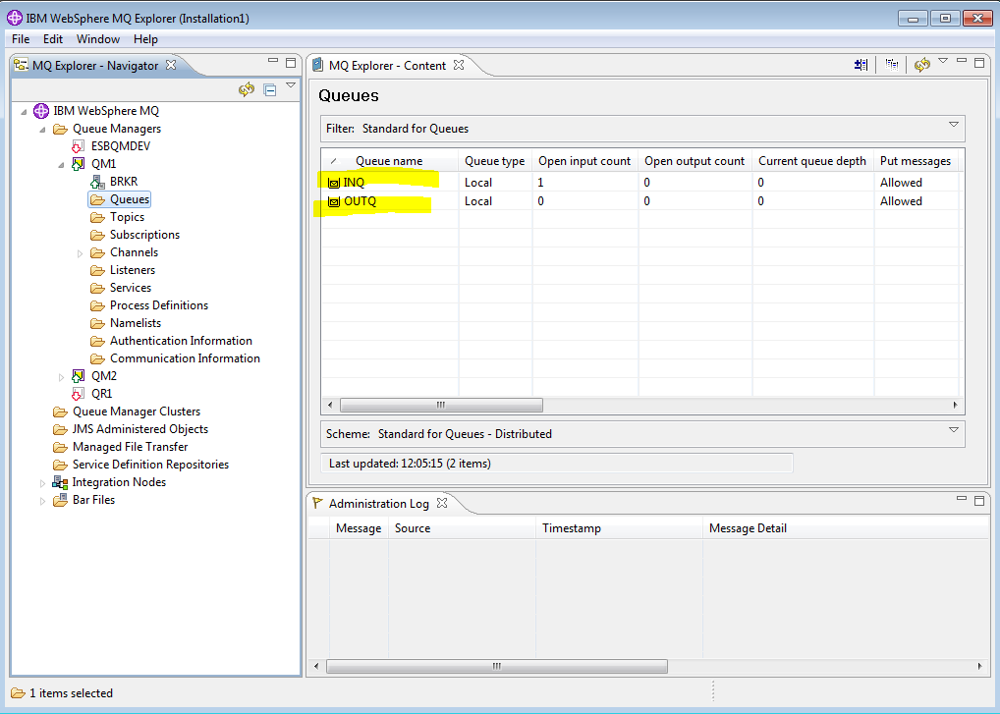 IBM WebSphere MQ Explorer (Installation1)
File Edit Window Help
MQ Explorer - Navigator
IBM WebSphere MQ
Queue Managers
ESBQMDEV
QM1
BRKR
Queues
Topics
Subscriptions
Channels
Listeners
Services
Process Definitions
Namelists
Authentication Information
Communication Information
QM2
QR1
Queue Manager Clusters
JMS Administered Objects
Managed File Transfer
Service Definition Repositories
Integration Nodes
Bar Files
MQ Explorer - Content
Queues
Filter: Standard for Queues
Queue name Queue type Open input count Open output count Current queue depth Put messages
INQ Local 1 0 0 Allowed
OUTQ Local 0 0 0 Allowed
Scheme: Standard for Queues - Distributed
Last updated: 12:05:15 (2 items)
Administration Log
Message Source Timestamp Message Detail
1 items selected